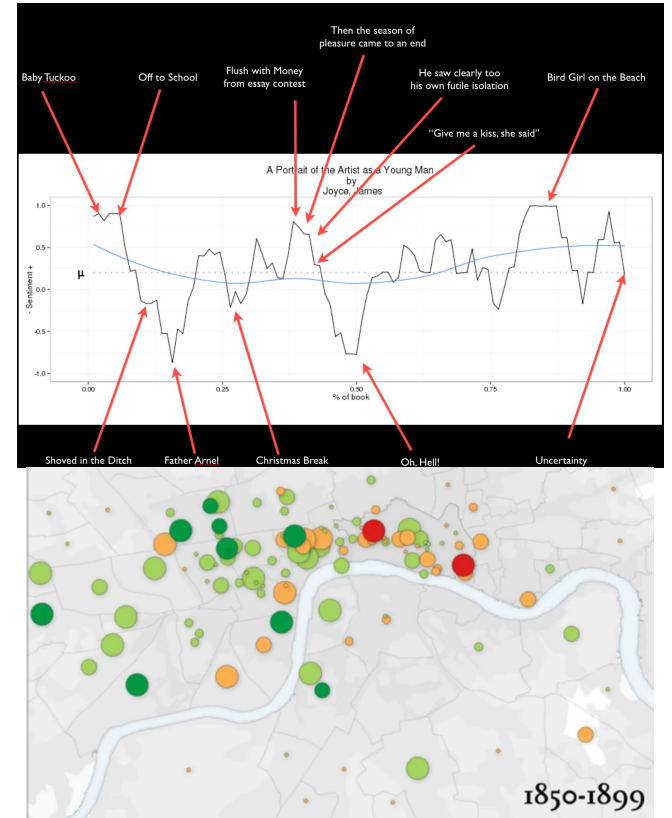 Then the season of
pleasure came to an end
Baby Tuckoo
Off to School
Flush with Money
from essay contest
He saw clearly too
his own futile isolation
Bird Girl on the Beach
“Give me a kiss, she said”
A Portrait of the Artist as a Young Man
by
Joyce, James
1.0
0.5
μ
0.0
-0.5
-1.0
- Sentiment +
0.00
0.25
0.50
0.75
1.00
% of book
Shoved in the Ditch
Father Arnel
Christmas Break
Oh, Hell!
Uncertainty
1850-1899